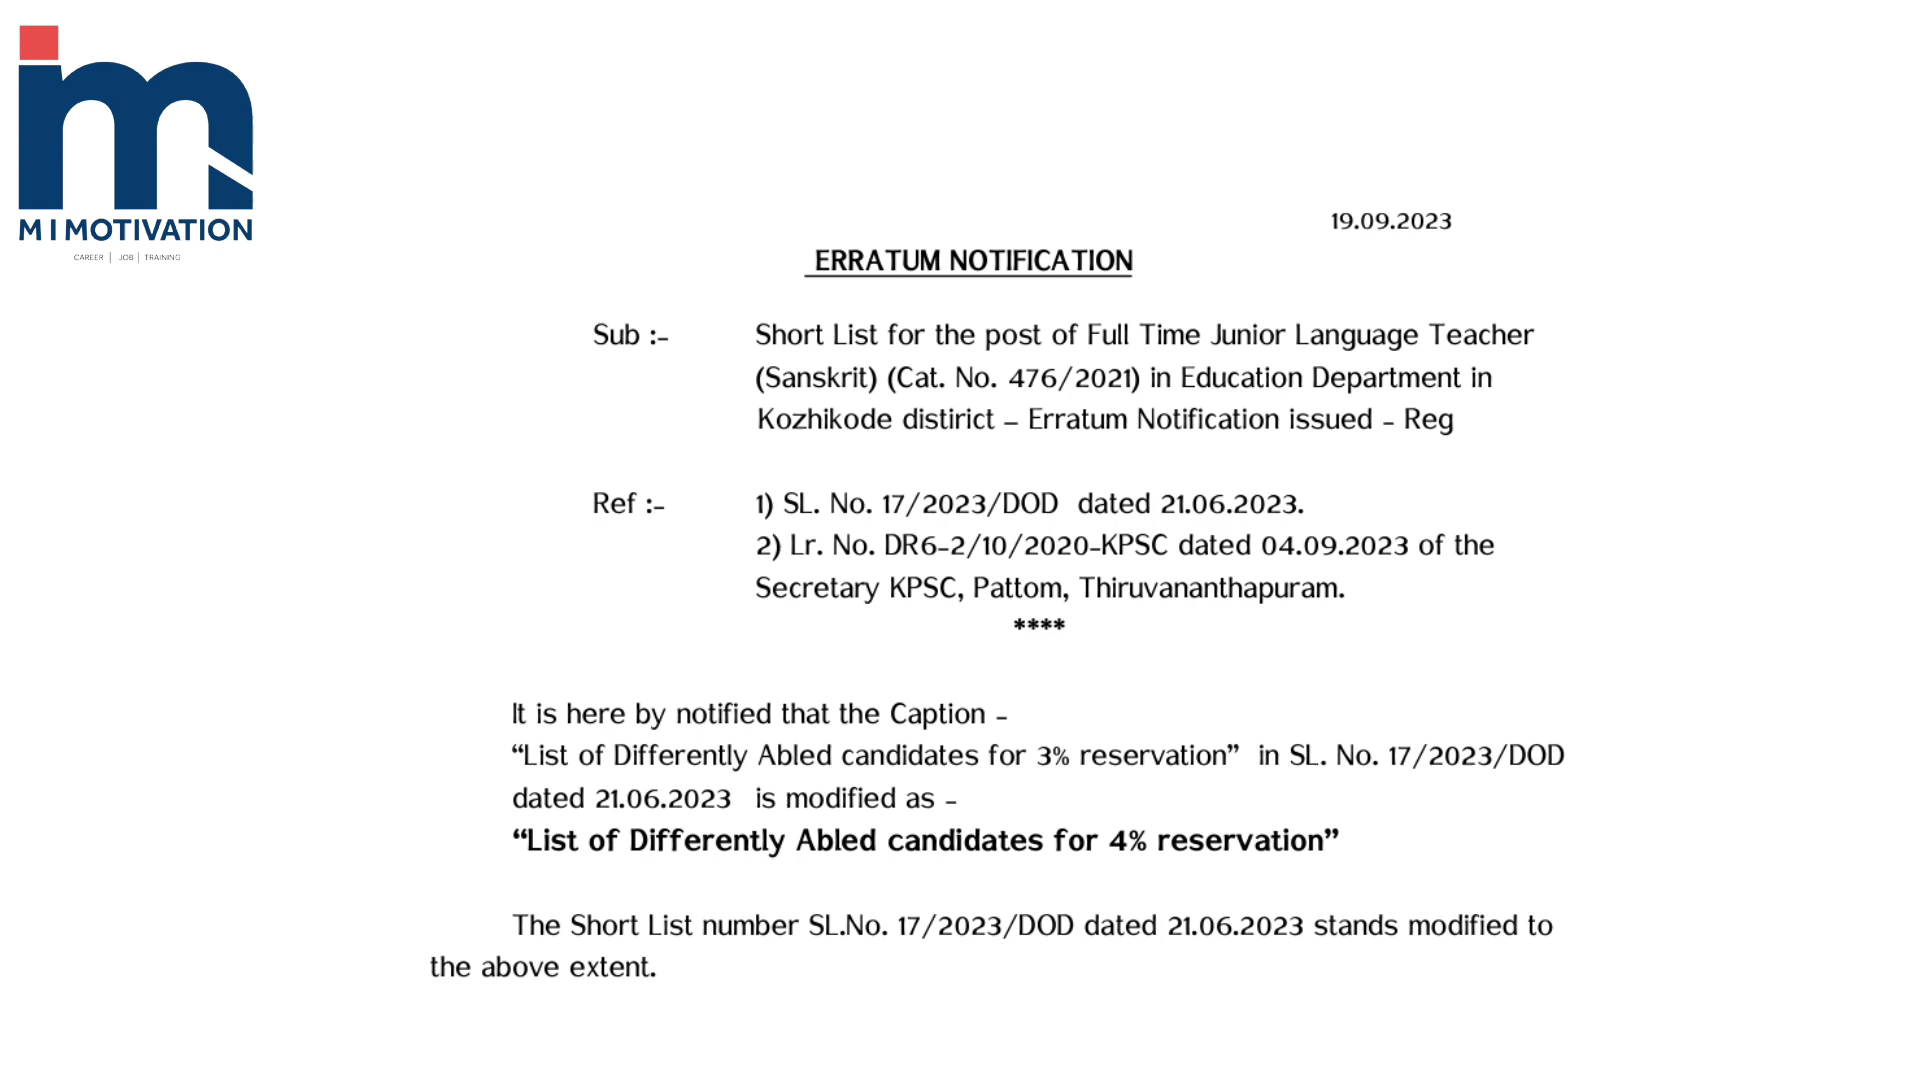 M I MOTIVATION
CAREER | JOB | TRAINING
19.09.2023
ERRATUM NOTIFICATION
Sub :- Short List for the post of Full Time Junior Language Teacher
(Sanskrit) (Cat. No. 476/2021) in Education Department in
Kozhikode distirict – Erratum Notification issued - Reg
Ref :- 1) SL. No. 17/2023/DOD dated 21.06.2023.
2) Lr. No. DR6-2/10/2020-KPSC dated 04.09.2023 of the
Secretary KPSC, Pattom, Thiruvananthapuram.
****
It is here by notified that the Caption -
“List of Differently Abled candidates for 3% reservation” in SL. No. 17/2023/DOD
dated 21.06.2023 is modified as -
“List of Differently Abled candidates for 4% reservation”
The Short List number SL.No. 17/2023/DOD dated 21.06.2023 stands modified to
the above extent.